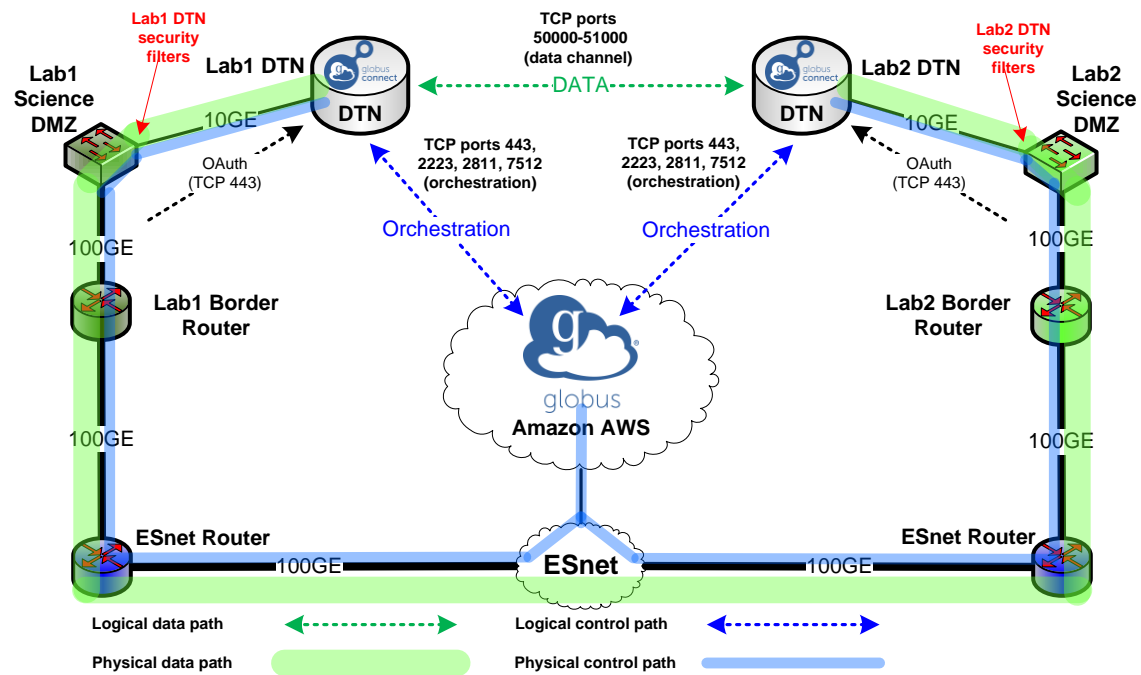 Lab1 DTN
security
filters
TCP ports
50000-51000
(data channel)
Lab2 DTN
security
filters
Lab1
Science
DMZ
Lab1 DTN
g
globus
connect
DTN
DATA
g
globus
connect
DTN
Lab2 DTN
Lab2
Science
DMZ
10GE
10GE
OAuth
(TCP 443)
TCP ports 443,
2223, 2811, 7512
(orchestration)
TCP ports 443,
2223, 2811, 7512
(orchestration)
OAuth
(TCP 443)
Orchestration
Orchestration
100GE
100GE
Lab1 Border
Router
g
globus
Amazon AWS
Lab2 Border
Router
100GE
100GE
ESnet Router
ESnet Router
100GE
ESnet
100GE
Logical data path
Logical control path
Physical data path
Physical control path